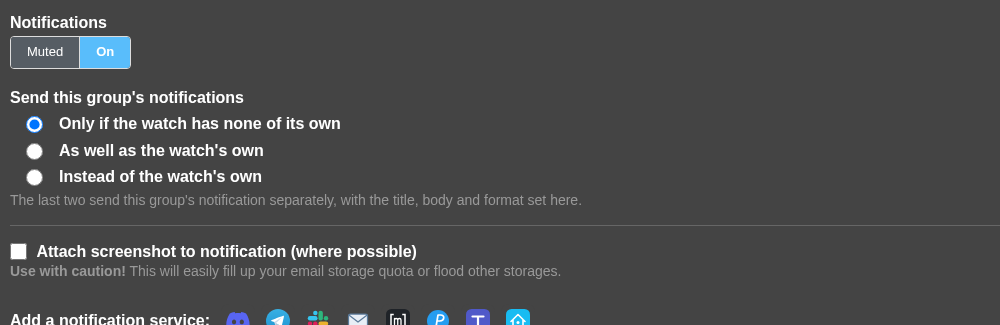 Notifications
Muted On
Send this group's notifications
Only if the watch has none of its own
As well as the watch's own
Instead of the watch's own
The last two send this group's notification separately, with the title, body and format set here.
Attach screenshot to notification (where possible)
Use with caution! This will easily fill up your email storage quota or flood other storages.
Add a notification service: [m] P T